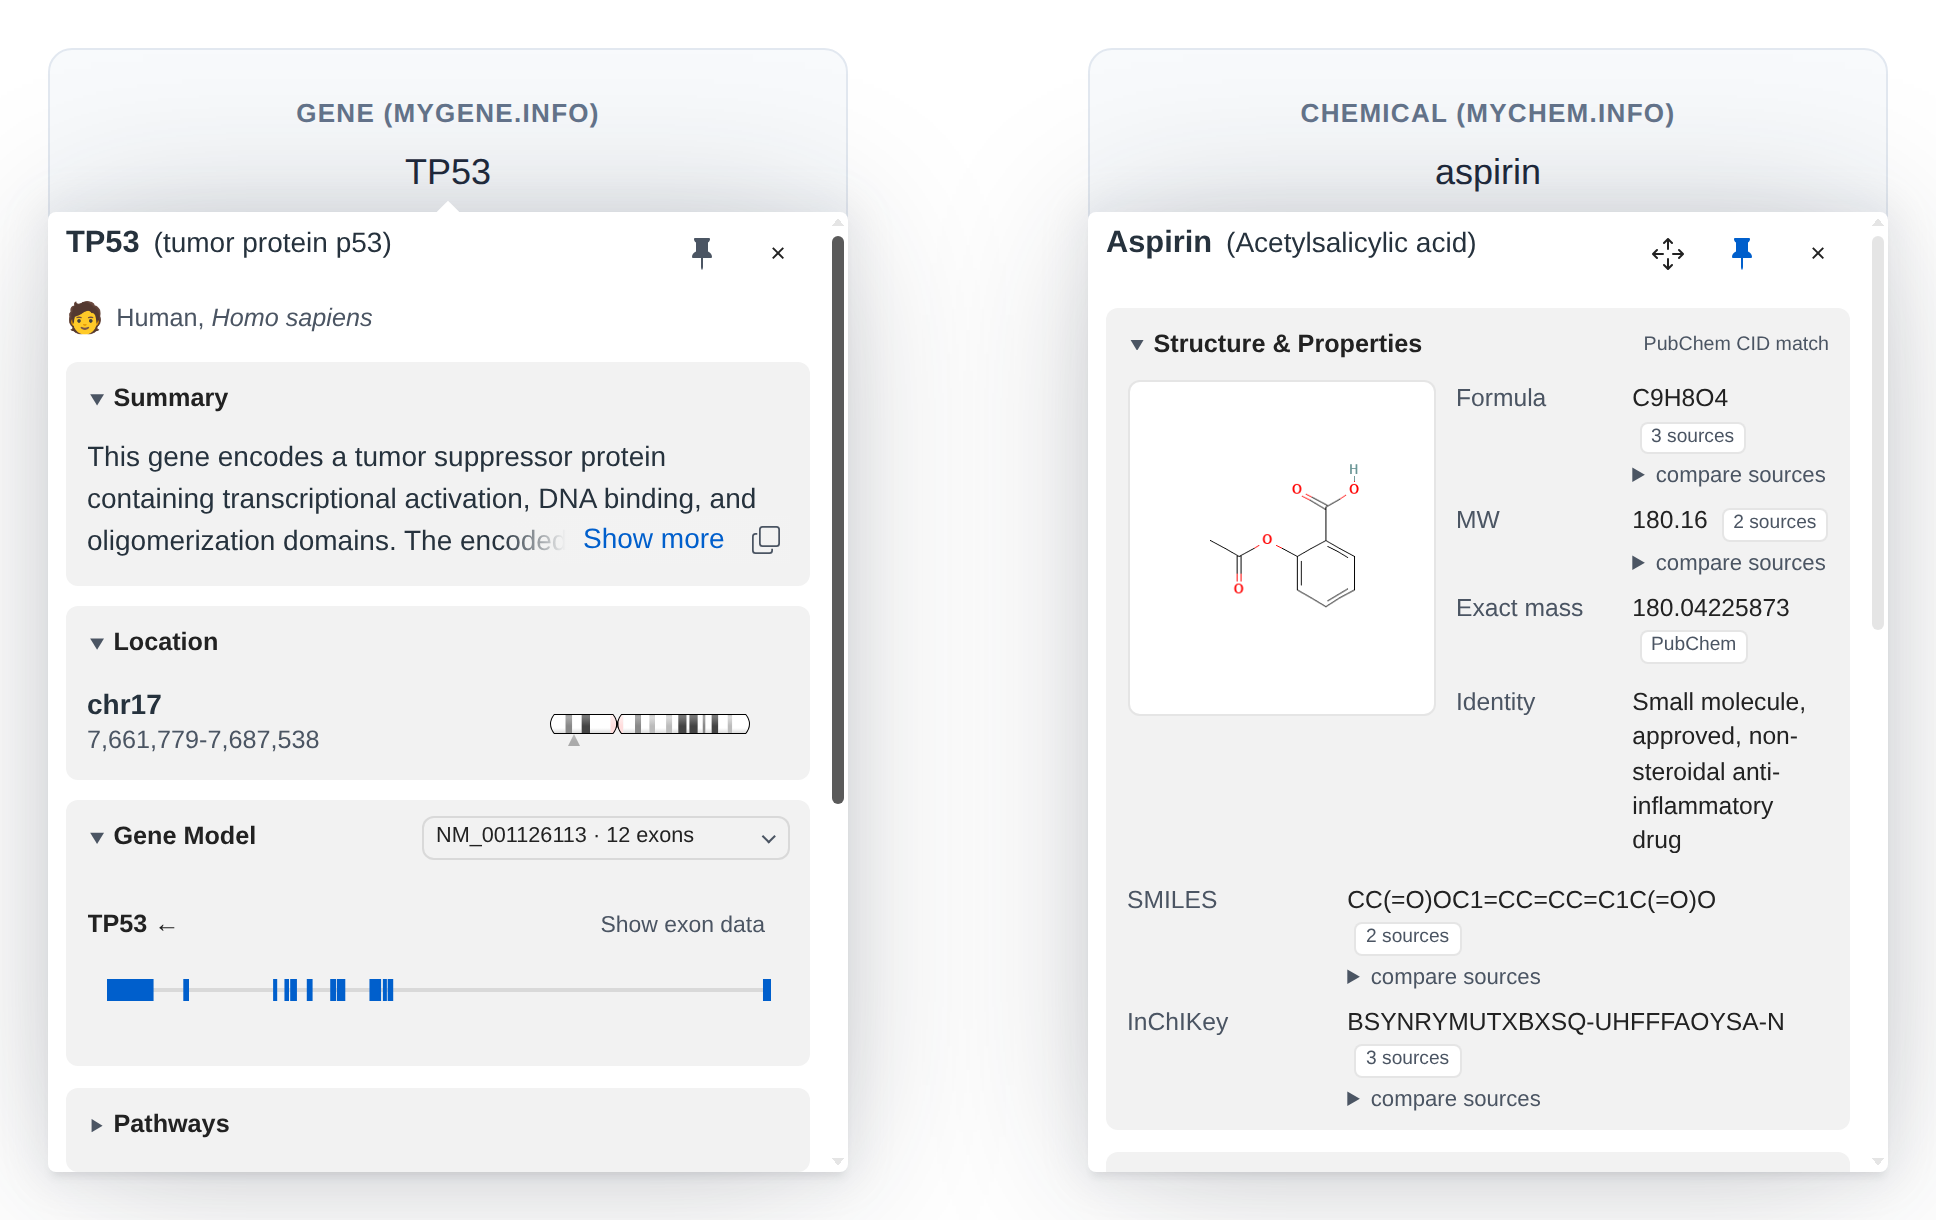 GENE (MYGENE.INFO)
TP53
TP53 (tumor protein p53)
×
Human, Homo sapiens
▼ Summary
This gene encodes a tumor suppressor protein
containing transcriptional activation, DNA binding, and
oligomerization domains. The encoded Show more
▼ Location
chr17
7,661,779-7,687,538
▼ Gene Model NM_001126113 · 12 exons
TP53 ← Show exon data
▶ Pathways
CHEMICAL (MYCHEM.INFO)
aspirin
Aspirin (Acetylsalicylic acid)
×
▼ Structure & Properties PubChem CID match
H
O O
O
O
Formula C9H8O4
3 sources
▶ compare sources
MW 180.16 2 sources
▶ compare sources
Exact mass 180.04225873
PubChem
Identity Small molecule,
approved, non-
steroidal anti-
inflammatory
drug
SMILES CC(=O)OC1=CC=CC=C1C(=O)O
2 sources
▶ compare sources
InChIKey BSYNRYMUTXBXSQ-UHFFFAOYSA-N
3 sources
▶ compare sources